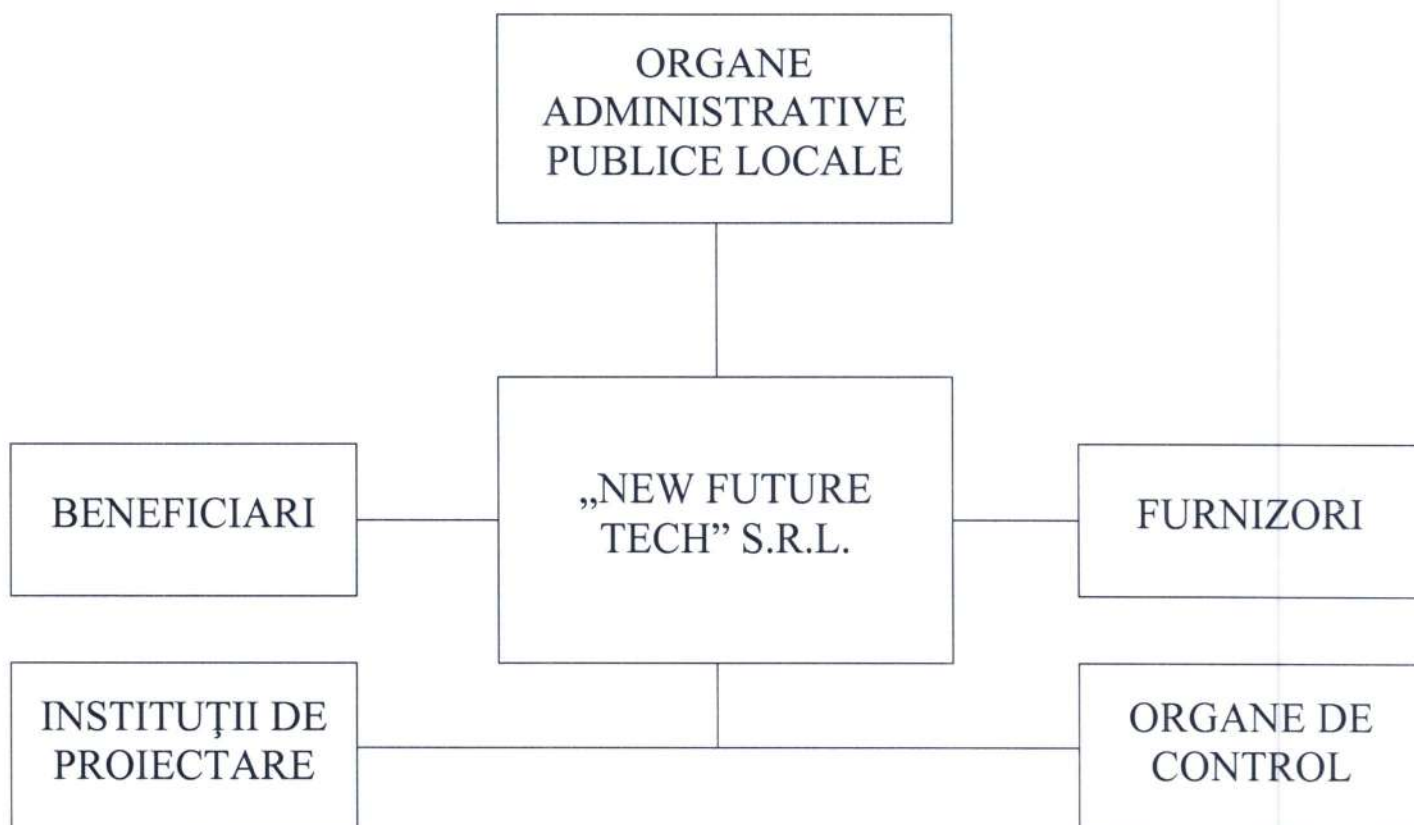 ORGANE
ADMINISTRATIVE
PUBLICE LOCALE
BENEFICIARI
„NEW FUTURE
TECH” S.R.L.
FURNIZORI
INSTITUŢII DE
PROIECTARE
ORGANE DE
CONTROL